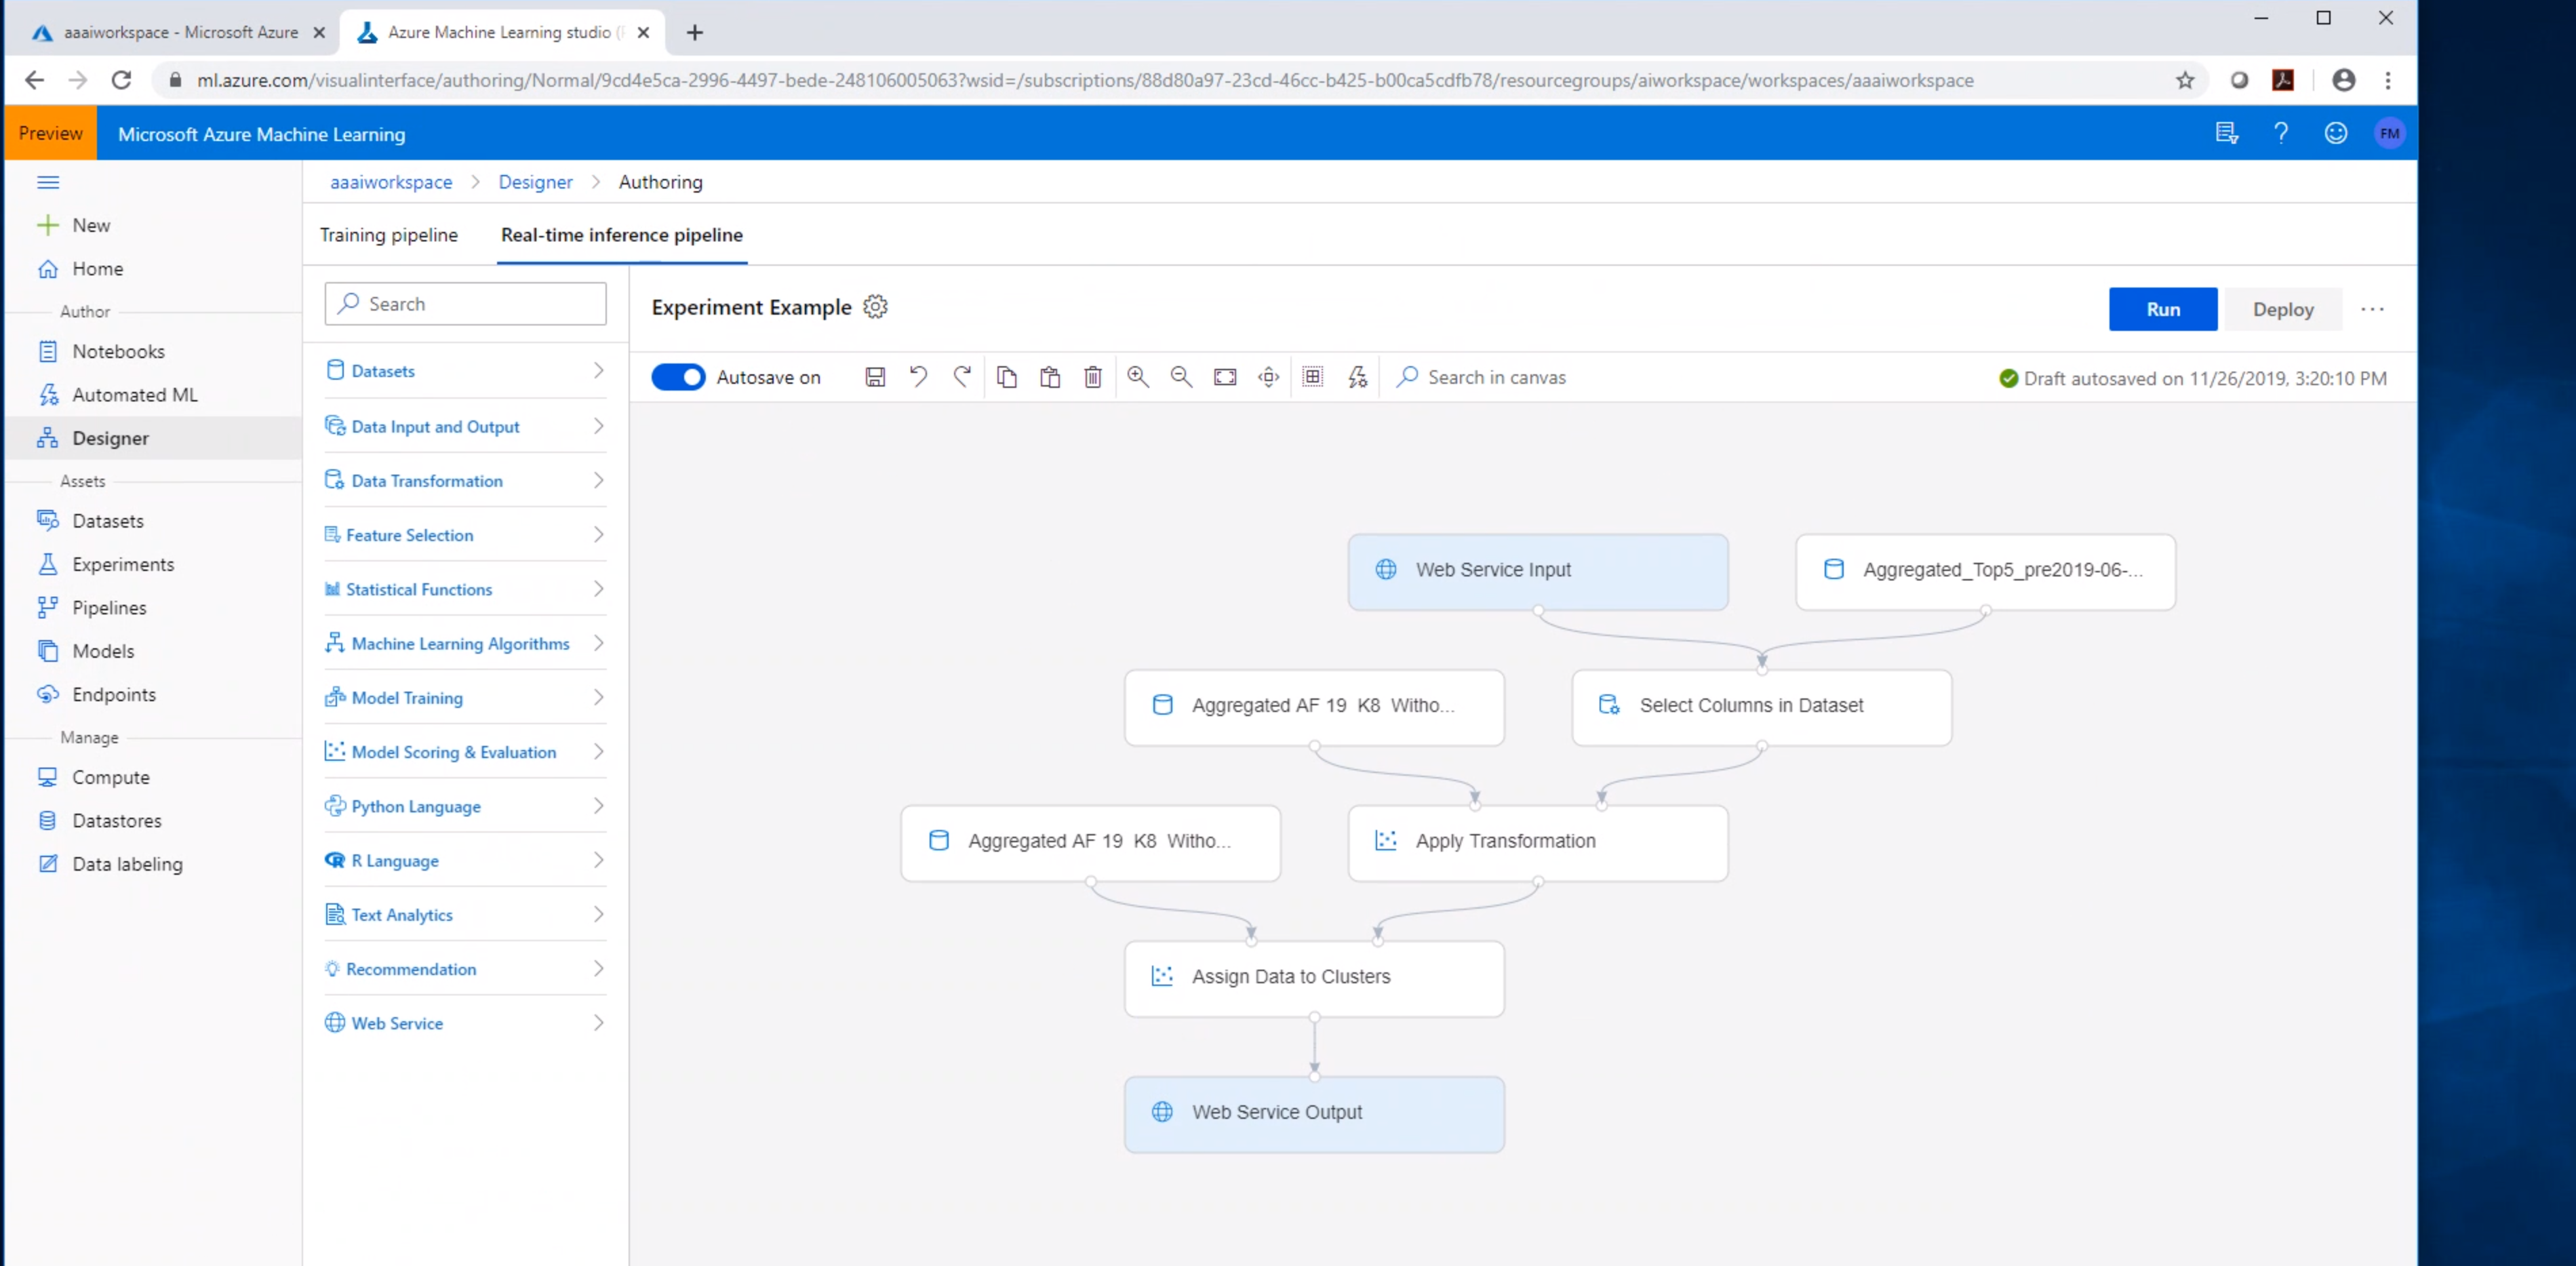 aaaiworkspace - Microsoft Azure
Azure Machine Learning studio (
ml.azure.com/visualinterface/authoring/Normal/9cd4e5ca-2996-4497-bede-248106005063?wsid=/subscriptions/88d80a97-23cd-46cc-b425-b00ca5cdfb78/resourcegroups/aiworkspace/workspaces/aaaiworkspace
Preview
Microsoft Azure Machine Learning
?
FM
New
Home
Author
Notebooks
Automated ML
Designer
Assets
Datasets
Experiments
Pipelines
Models
Endpoints
Manage
Compute
Datastores
Data labeling
aaaiworkspace > Designer > Authoring
Training pipeline
Real-time inference pipeline
Search
Datasets
Data Input and Output
Data Transformation
Feature Selection
Statistical Functions
Machine Learning Algorithms
Model Training
Model Scoring & Evaluation
Python Language
R Language
Text Analytics
Recommendation
Web Service
Experiment Example
Run
Deploy
...
Autosave on
Search in canvas
Draft autosaved on 11/26/2019, 3:20:10 PM
Web Service Input
Aggregated_Top5_pre2019-06-...
Aggregated AF 19 K8 Witho...
Select Columns in Dataset
Aggregated AF 19 K8 Witho...
Apply Transformation
Assign Data to Clusters
Web Service Output